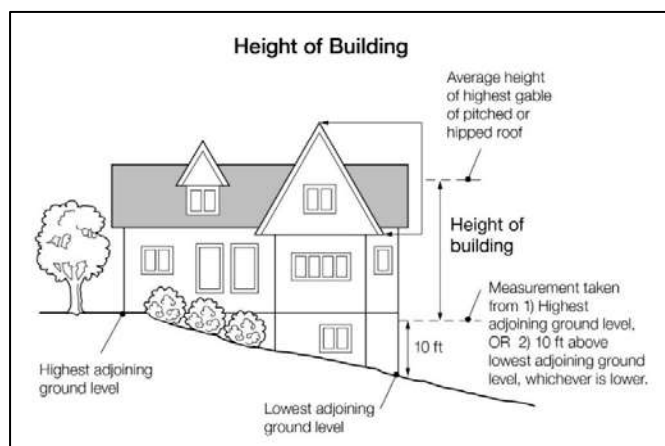 Height of Building
Average height
of highest gable
of pitched or
hipped roof
Height of
building
Measurement taken
from 1) Highest
adjoining ground level,
OR 2) 10 ft above
lowest adjoining ground
level, whichever is lower.
10 ft
Highest adjoining
ground level
Lowest adjoining
ground level